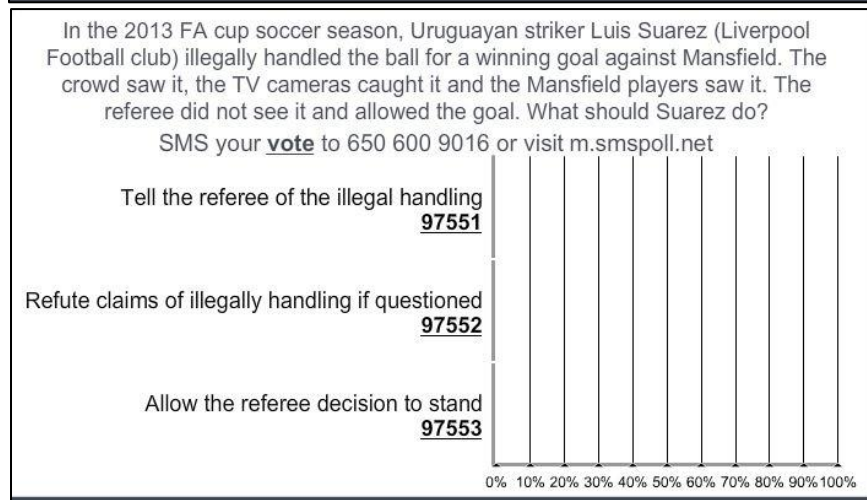 In the 2013 FA cup soccer season, Uruguayan striker Luis Suarez (Liverpool
Football club) illegally handled the ball for a winning goal against Mansfield. The
crowd saw it, the TV cameras caught it and the Mansfield players saw it. The
referee did not see it and allowed the goal. What should Suarez do?
SMS your vote to 650 600 9016 or visit m.smspoll.net
Tell the referee of the illegal handling
97551
Refute claims of illegally handling if questioned
97552
Allow the referee decision to stand
97553
0% 10% 20% 30% 40% 50% 60% 70% 80% 90% 100%